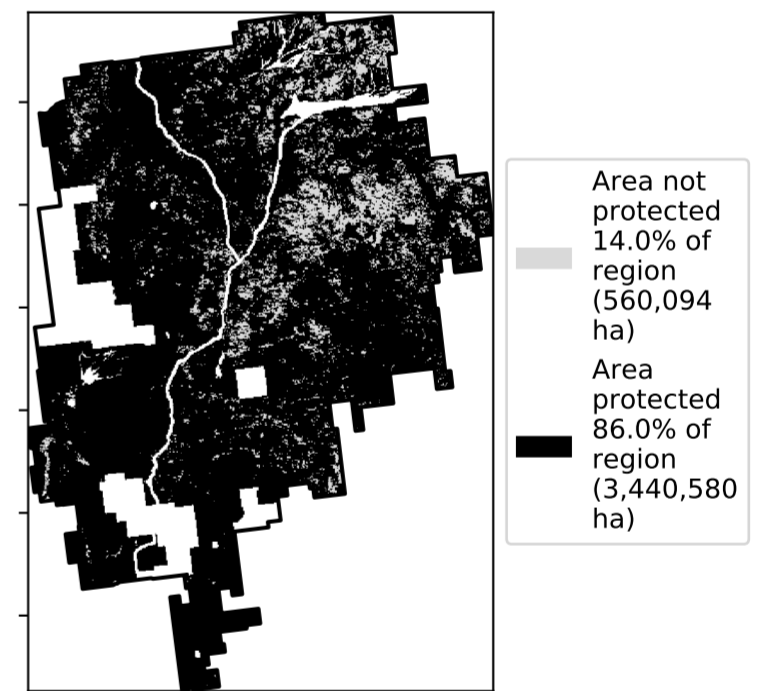 Area not
protected
14.0% of
region
(560,094
ha)
Area
protected
86.0% of
region
(3,440,580
ha)